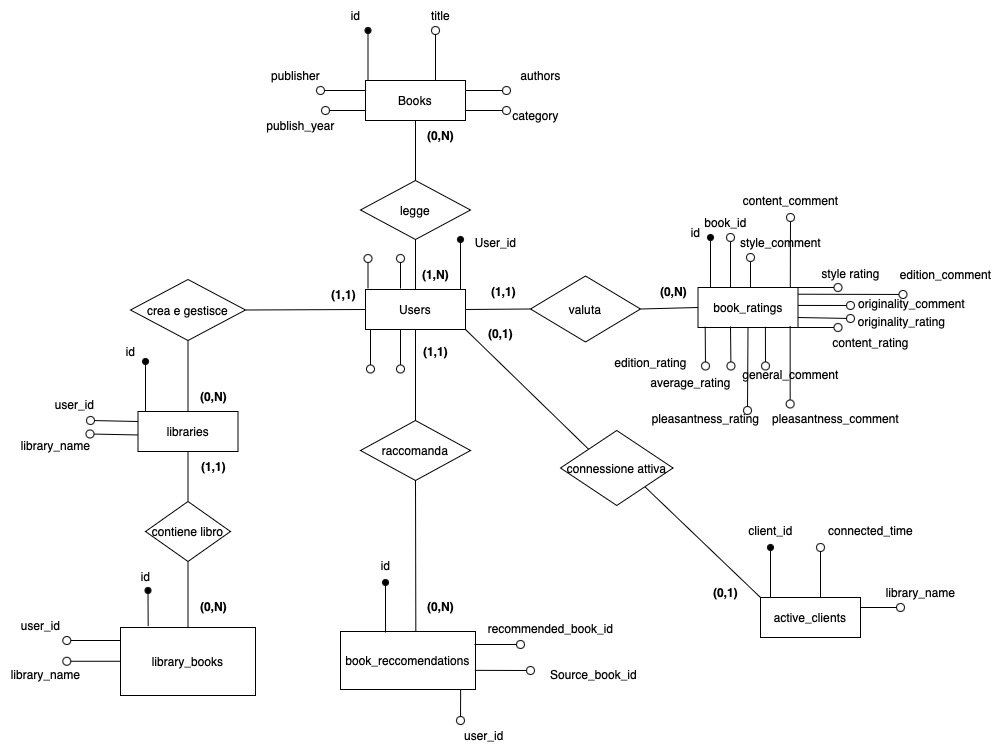 id
title
publisher
authors
Books
publish_year
category
(0,N)
legge
content_comment
id
book_id
style_comment
User_id
(1,N)
style rating
edition_comment
(1,1)
(1,1)
(0,N)
crea e gestisce
Users
valuta
book_ratings
originality_comment
originality_rating
(0,1)
content_rating
(1,1)
id
edition_rating
average_rating
general_comment
(0,N)
user_id
pleasantness_rating
pleasantness_comment
library_name
libraries
raccomanda
(1,1)
connessione attiva
contiene libro
client_id
connected_time
id
id
(0,N)
(0,N)
(0,1)
library_name
user_id
recommended_book_id
active_clients
library_name
library_books
book_reccomendations
Source_book_id
user_id